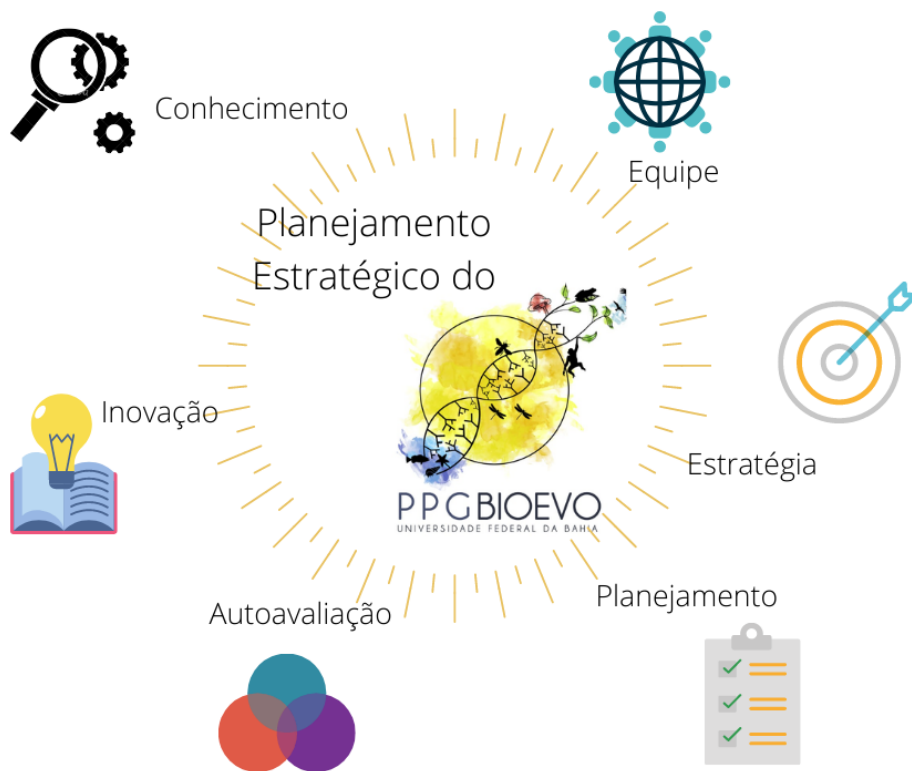 Conhecimento
Equipe
Planejamento
Estratégico do
Inovação
Estratégia
PPGBIOEVO
UNIVERSIDADE FEDERAL DA BAHIA
Planejamento
Autoavaliação